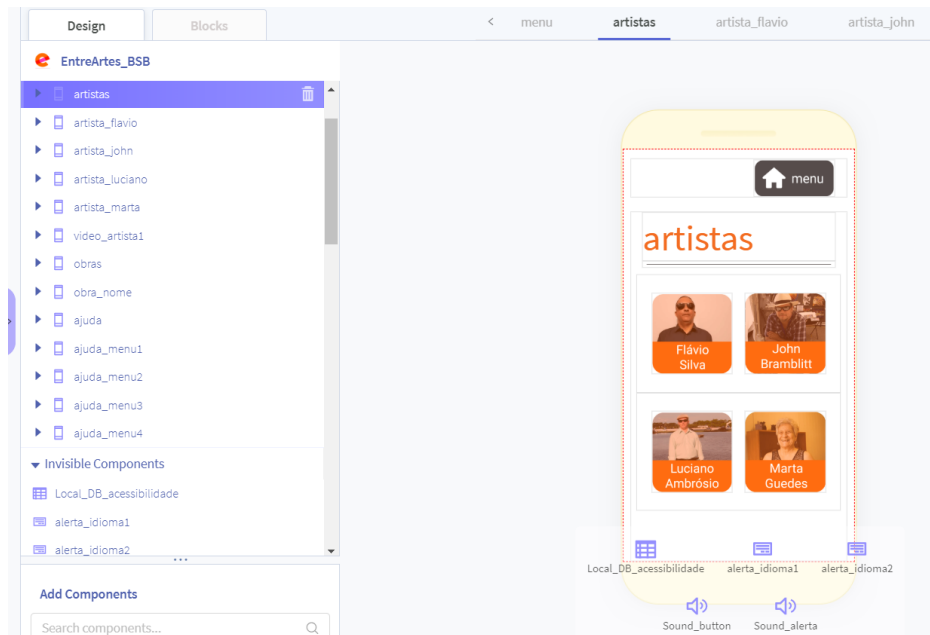 Design
Blocks
<
menu
artistas
artista_flavio
artista_john
EntreArtes_BSB
artistas
artista_flavio
artista_john
artista_luciano
artista_marta
video_artista1
obras
obra_nome
ajuda
ajuda_menu1
ajuda_menu2
ajuda_menu3
ajuda_menu4
Invisible Components
Local_DB_acessibilidade
alerta_idioma1
alerta_idioma2
Add Components
Search components...
menu
artistas
Flávio
Silva
John
Bramblitt
Luciano
Ambrósio
Marta
Guedes
Local_DB_acessibilidade
alerta_idioma1
alerta_idioma2
Sound_button
Sound_alerta